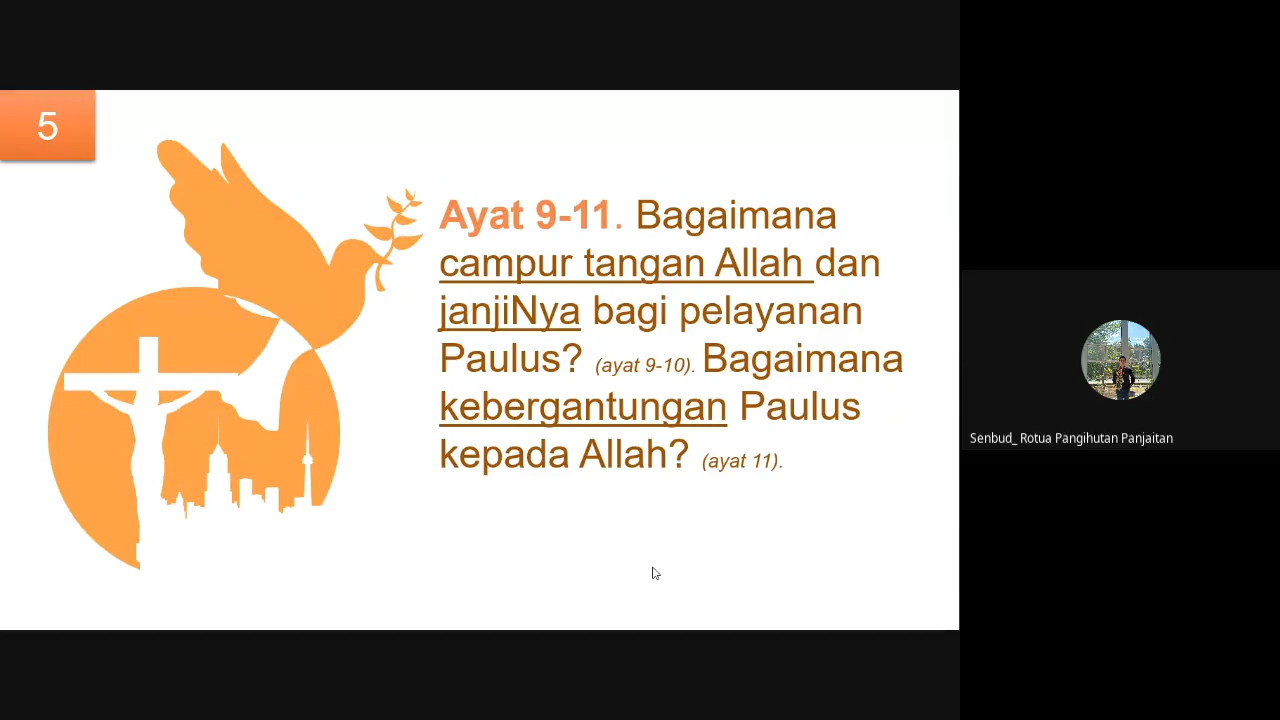 5
Ayat 9-11. Bagaimana
campur tangan Allah dan
janjiNya bagi pelayanan
Paulus? (ayat 9-10). Bagaimana
kebergantungan Paulus
kepada Allah? (ayat 11).
Senbud_ Rotua Pangihutan Panjaitan